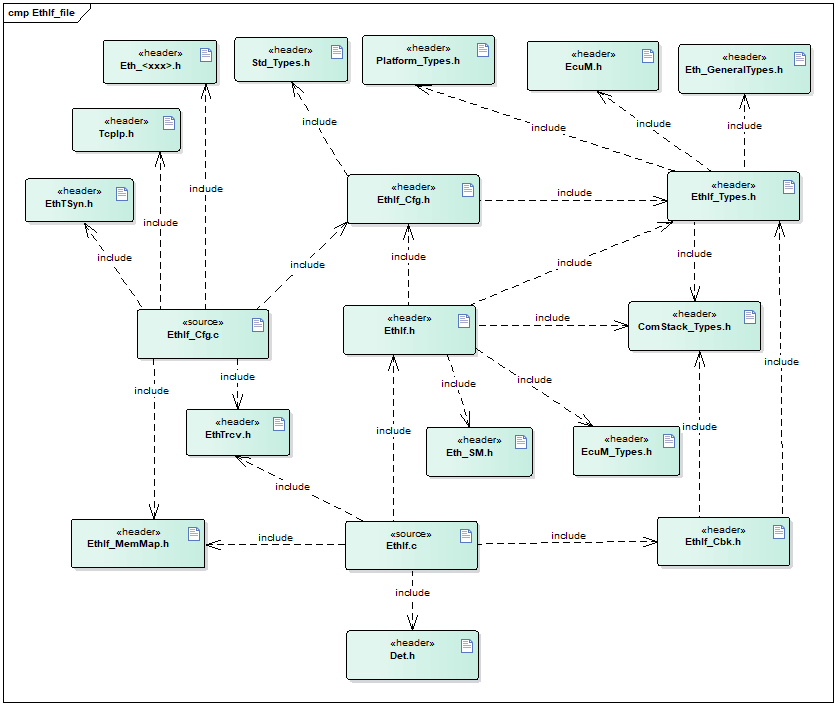 cmp EthIf_file
«header»
Eth_<xxx>.h
«header»
Std_Types.h
«header»
Platform_Types.h
«header»
EcuM.h
«header»
Eth_GeneralTypes.h
«header»
TcpIp.h
include
include
include
include
«header»
EthTSyn.h
include
include
«header»
EthIf_Cfg.h
include
«header»
EthIf_Types.h
include
include
include
include
include
include
«source»
EthIf_Cfg.c
«header»
EthIf.h
include
«header»
ComStack_Types.h
include
include
include
include
include
«header»
EthTrcv.h
include
«header»
Eth_SM.h
«header»
EcuM_Types.h
include
include
«header»
EthIf_MemMap.h
include
«source»
EthIf.c
include
«header»
EthIf_Cbk.h
include
«header»
Det.h